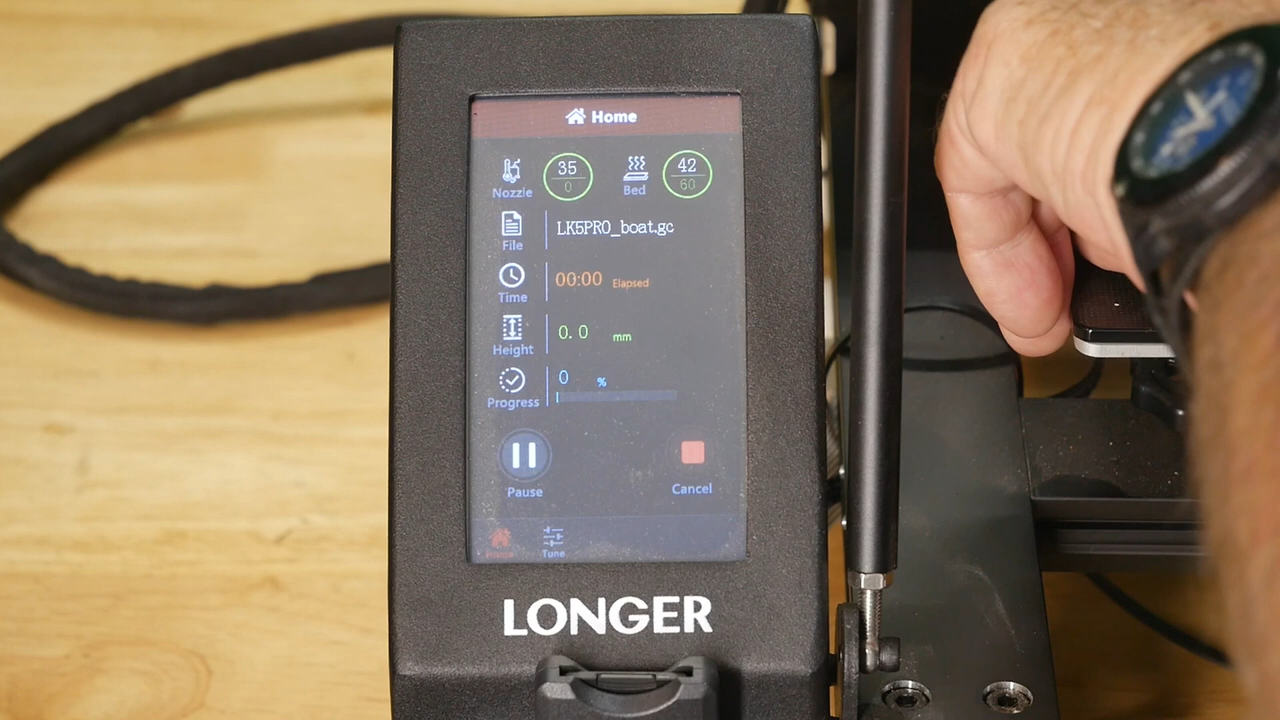 Home
35
0
Nozzle
42
60
Bed
File
LK5PRO_boat.gc
Time
00:00 Elapsed
Height
0.0 mm
Progress
0 %
Pause
Cancel
Home
Tune
LONGER